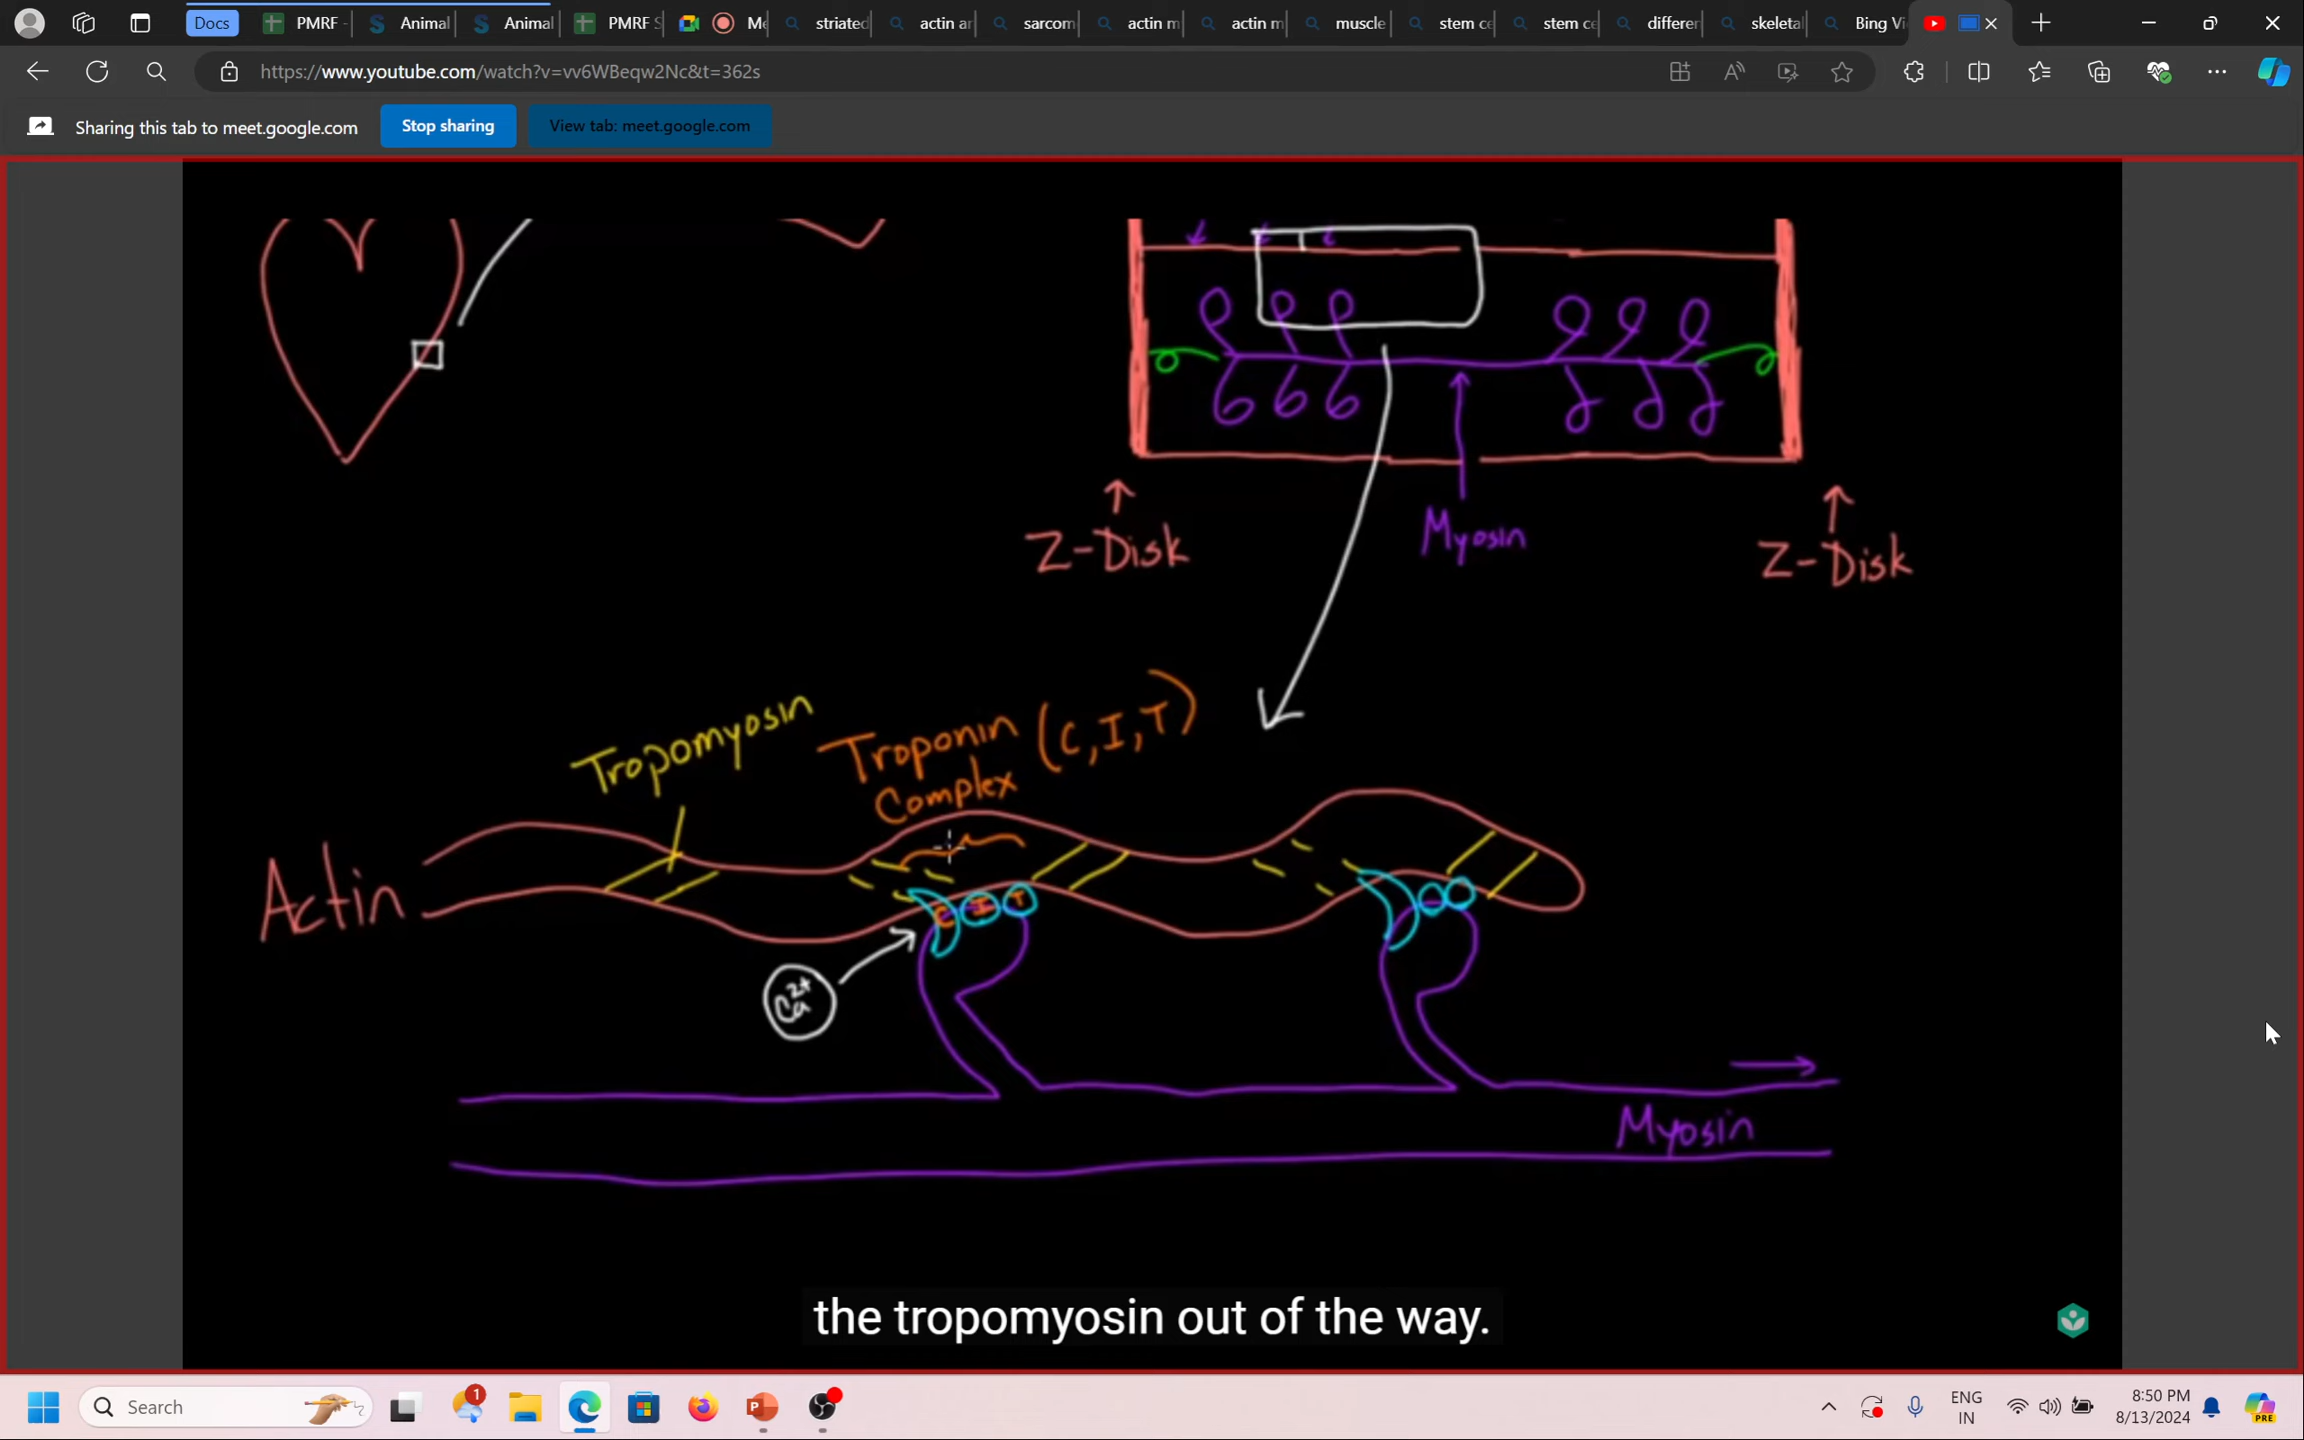 Docs
PMRF -
Animal
Animal
PMRF S
Me
striated
actin ar
sarcom
actin m
actin m
muscle
stem ce
stem ce
differer
skeletal
Bing Vi
https://www.youtube.com/watch?v=vv6WBeqw2Nc&t=362s
Sharing this tab to meet.google.com
Stop sharing
View tab: meet.google.com
Z-Disk
Myosin
Z-Disk
Tropomyosin
Troponin (C,I,T)
Complex
Actin
C I T
Ca2+
Myosin
the tropomyosin out of the way.
Search
1
ENG
IN
8:50 PM
8/13/2024
PRE